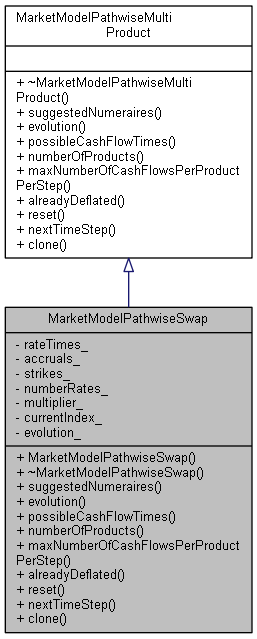 MarketModelPathwiseMulti
Product
+ ~MarketModelPathwiseMulti
Product()
+ suggestedNumeraires()
+ evolution()
+ possibleCashFlowTimes()
+ numberOfProducts()
+ maxNumberOfCashFlowsPerProduct
PerStep()
+ alreadyDeflated()
+ reset()
+ nextTimeStep()
+ clone()
MarketModelPathwiseSwap
- rateTimes_
- accruals_
- strikes_
- numberRates_
- multiplier_
- currentIndex_
- evolution_
+ MarketModelPathwiseSwap()
+ ~MarketModelPathwiseSwap()
+ suggestedNumeraires()
+ evolution()
+ possibleCashFlowTimes()
+ numberOfProducts()
+ maxNumberOfCashFlowsPerProduct
PerStep()
+ alreadyDeflated()
+ reset()
+ nextTimeStep()
+ clone()